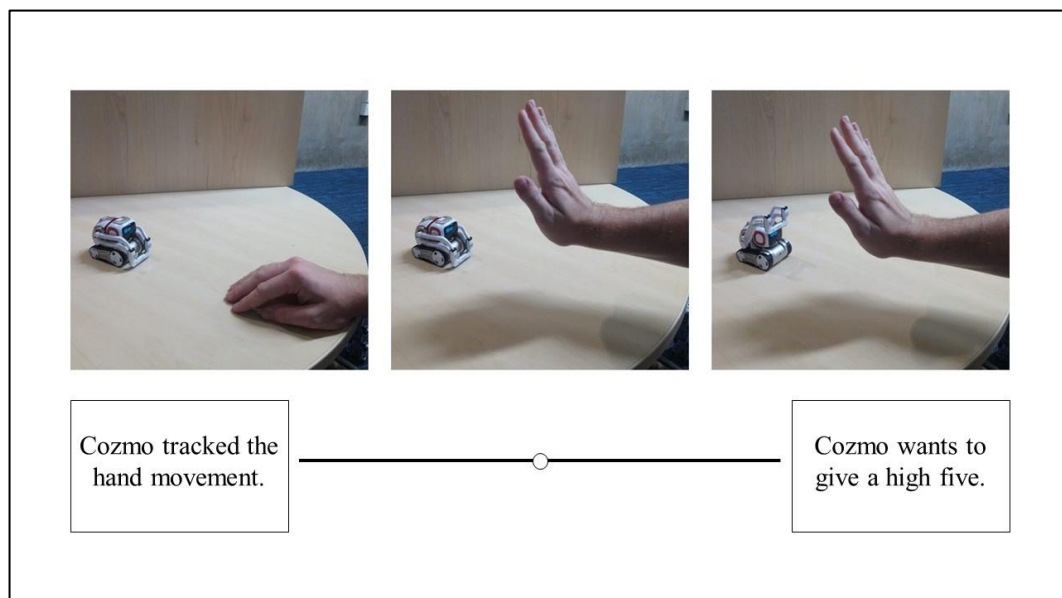 Cozmo tracked the
hand movement.
Cozmo wants to
give a high five.